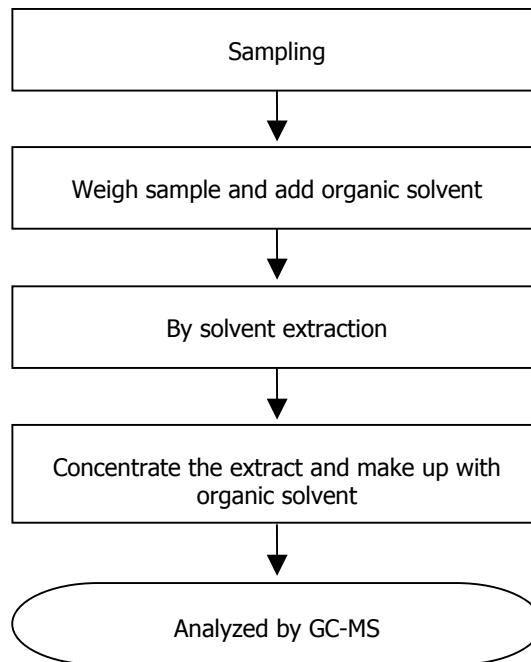 Sampling
Weigh sample and add organic solvent
By solvent extraction
Concentrate the extract and make up with
organic solvent
Analyzed by GC-MS